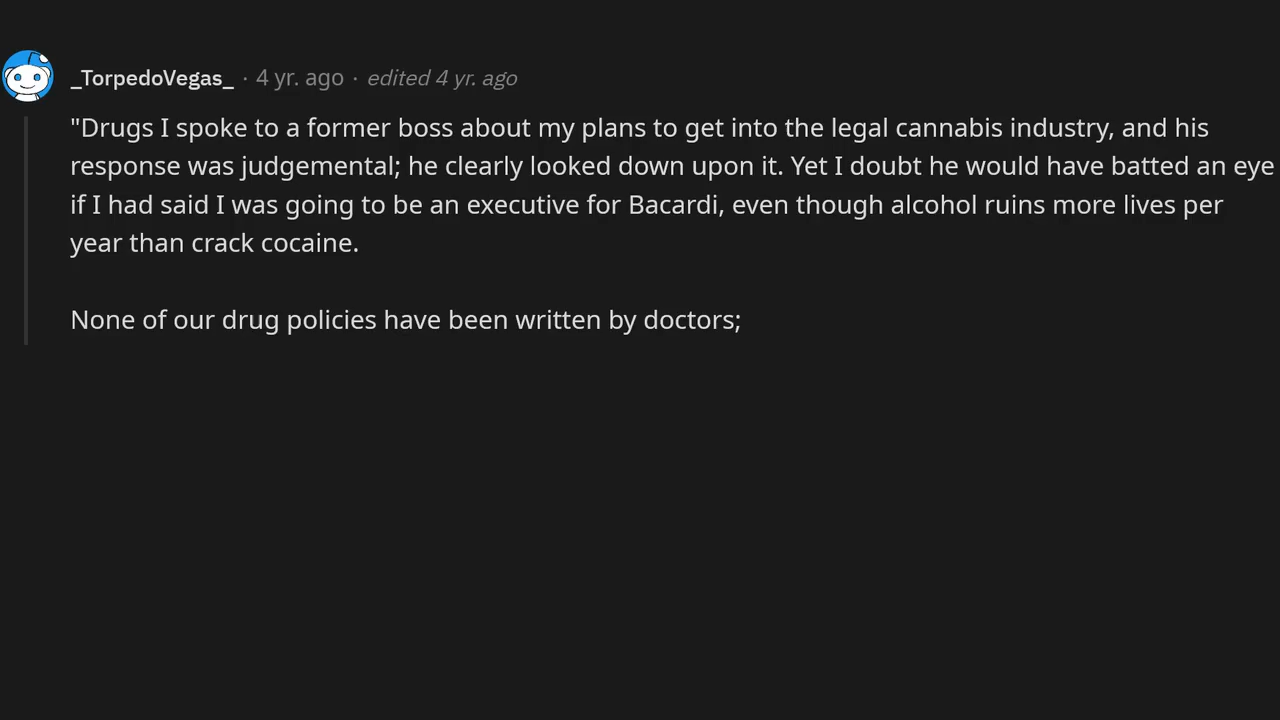 _TorpedoVegas_ · 4 yr. ago · edited 4 yr. ago
"Drugs I spoke to a former boss about my plans to get into the legal cannabis industry, and his
response was judgemental; he clearly looked down upon it. Yet I doubt he would have batted an eye
if I had said I was going to be an executive for Bacardi, even though alcohol ruins more lives per
year than crack cocaine.
None of our drug policies have been written by doctors;